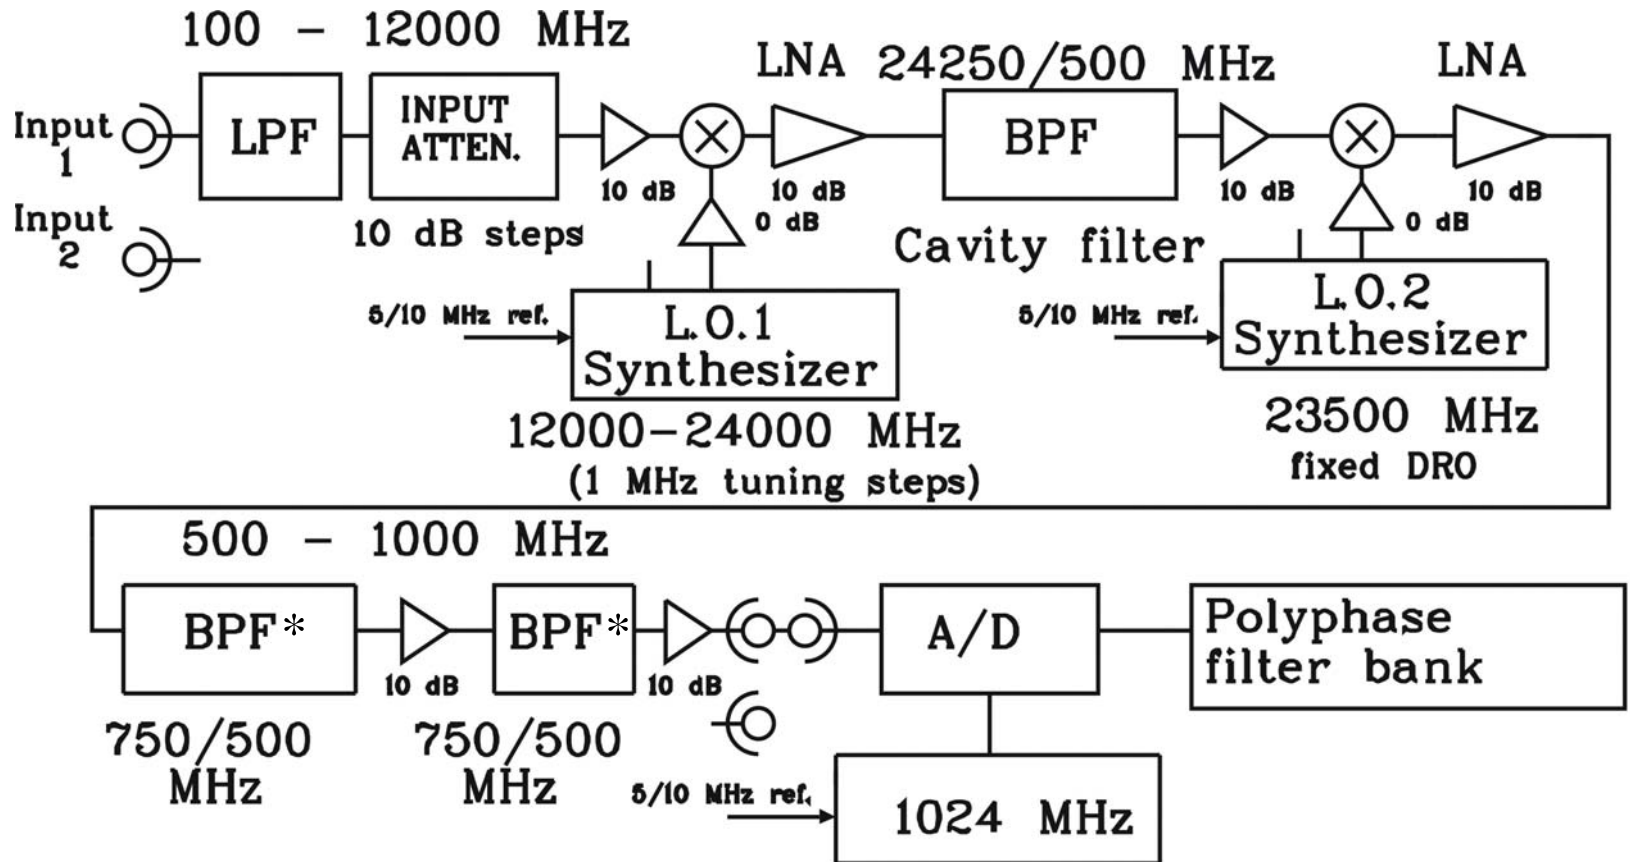 100 - 12000 MHz
LNA
24250/500 MHz
LNA
Input
1
LPF
INPUT
ATTEN.
BPF
10 dB
10 dB
10 dB
10 dB
Input
2
10 dB steps
0 dB
Cavity filter
0 dB
5/10 MHz ref.
L.O.1
Synthesizer
5/10 MHz ref.
L.O.2
Synthesizer
12000-24000 MHz
(1 MHz tuning steps)
23500 MHz
fixed DRO
500 - 1000 MHz
BPF*
BPF*
A/D
Polyphase
filter bank
10 dB
10 dB
750/500
MHz
750/500
MHz
5/10 MHz ref.
1024 MHz